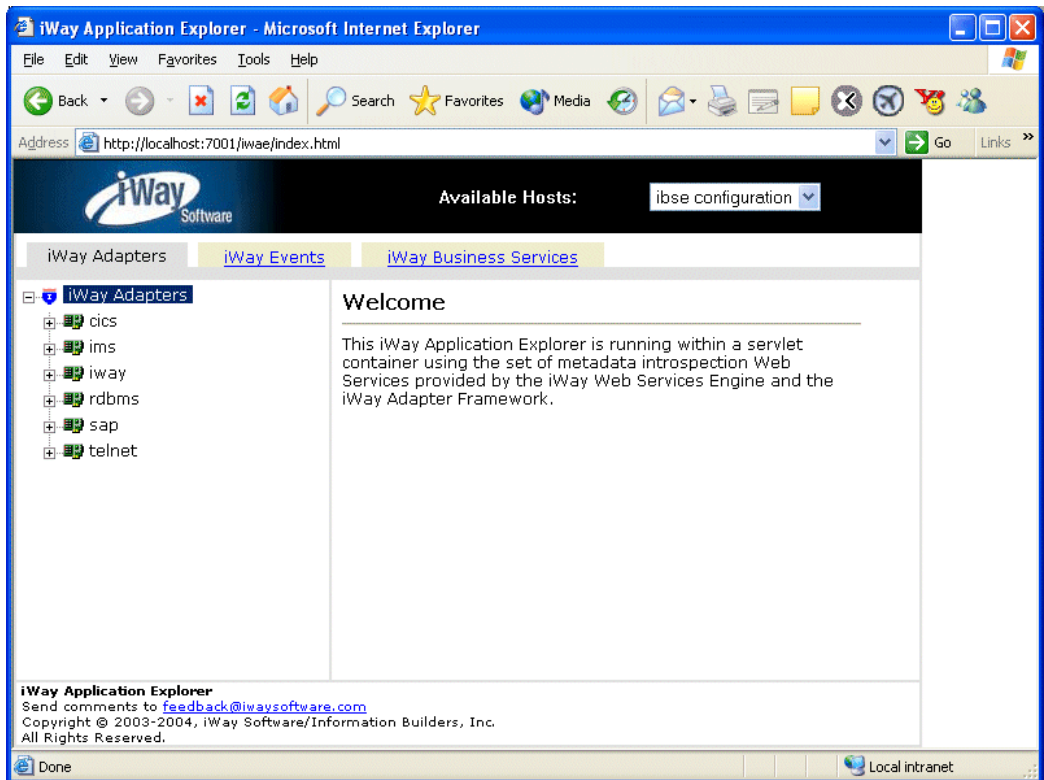 iWay Application Explorer - Microsoft Internet Explorer
File Edit View Favorites Tools Help
Back Search Favorites Media
Address http://localhost:7001/iwae/index.html Go Links »
iWay Software
Available Hosts: ibse configuration
iWay Adapters iWay Events iWay Business Services
iWay Adapters
cics
ims
iway
rdbms
sap
telnet
Welcome
This iWay Application Explorer is running within a servlet
container using the set of metadata introspection Web
Services provided by the iWay Web Services Engine and the
iWay Adapter Framework.
iWay Application Explorer
Send comments to feedback@iwaysoftware.com
Copyright © 2003-2004, iWay Software/Information Builders, Inc.
All Rights Reserved.
Done Local intranet